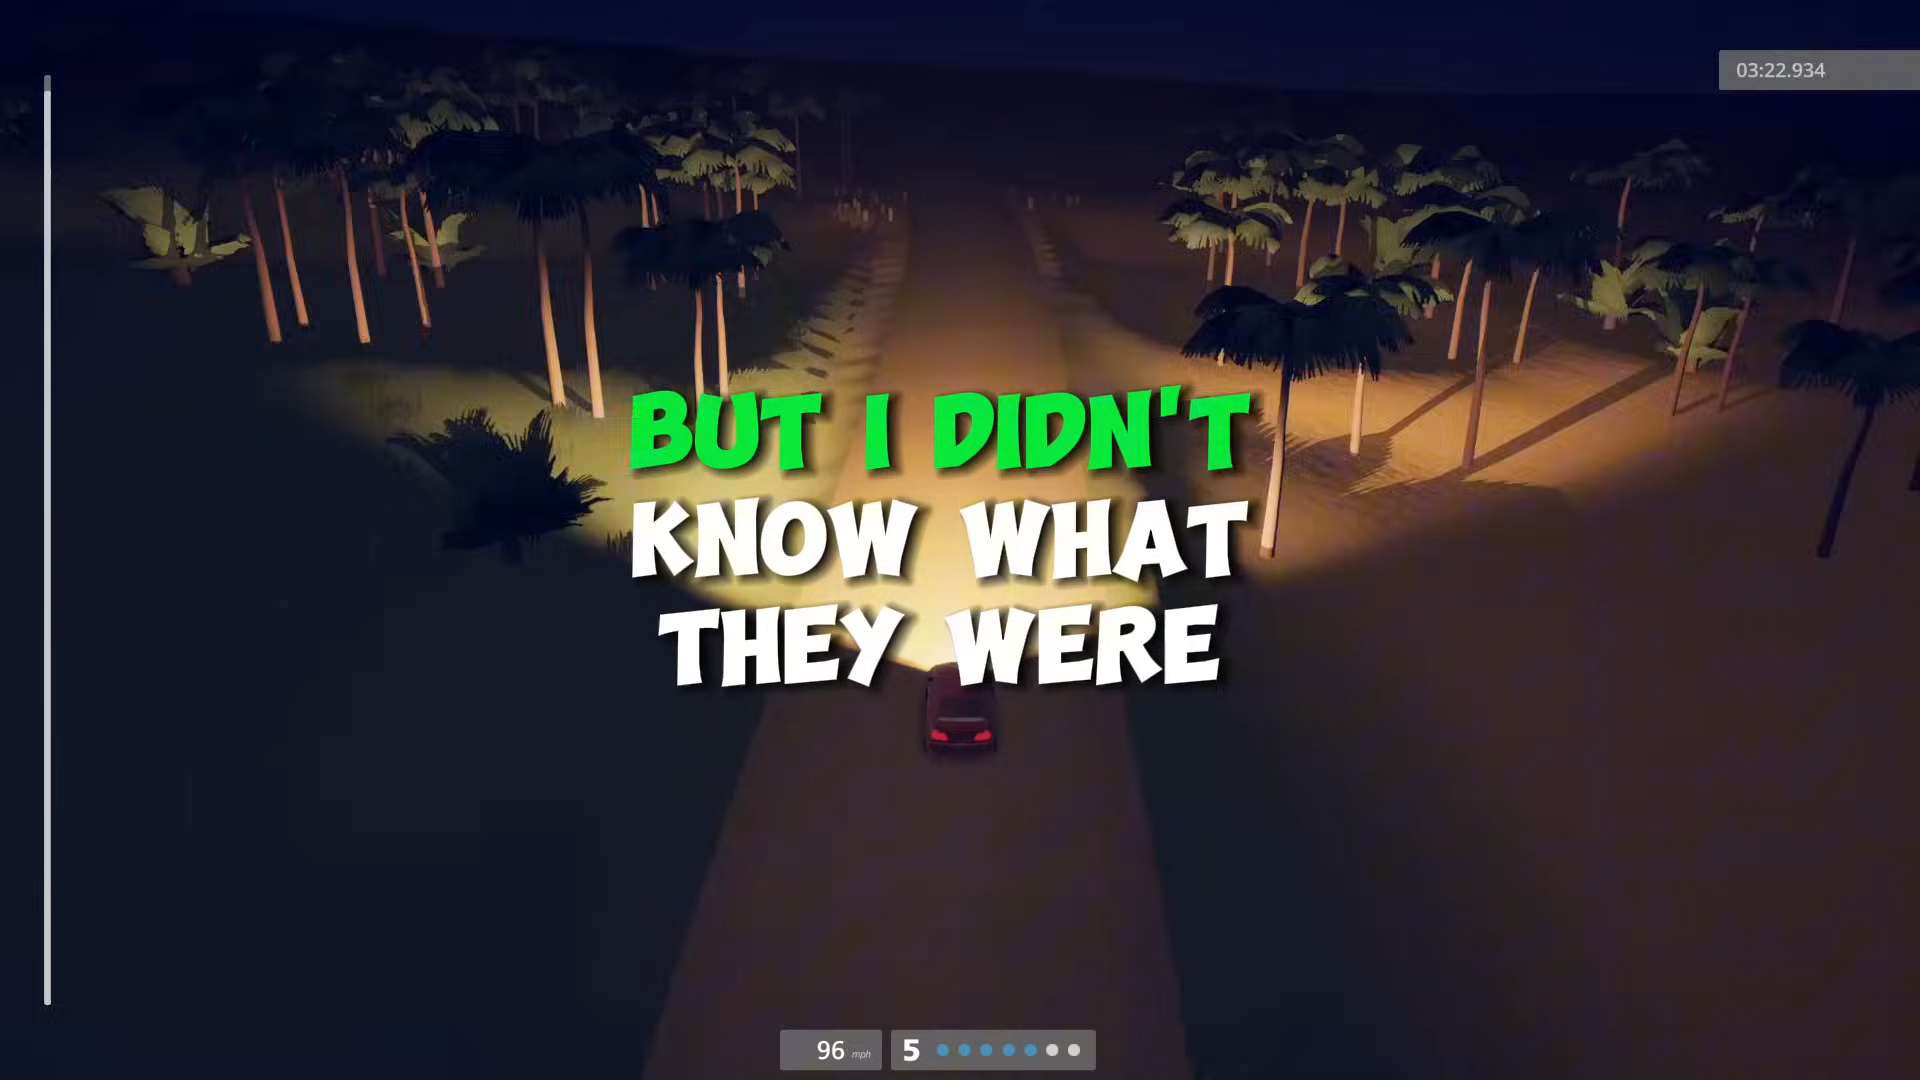 03:22.934
BUT I DIDN'T
KNOW WHAT
THEY WERE
96 mph 5